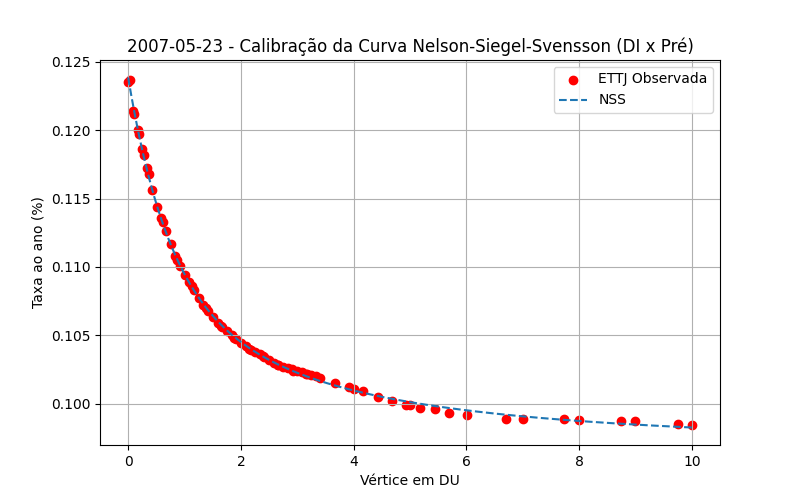 2007-05-23 - Calibração da Curva Nelson-Siegel-Svensson (DI x Pré)
0.125
0.120
0.115
0.110
0.105
0.100
Taxa ao ano (%)
ETTJ Observada
NSS
0
2
4
6
8
10
Vértice em DU